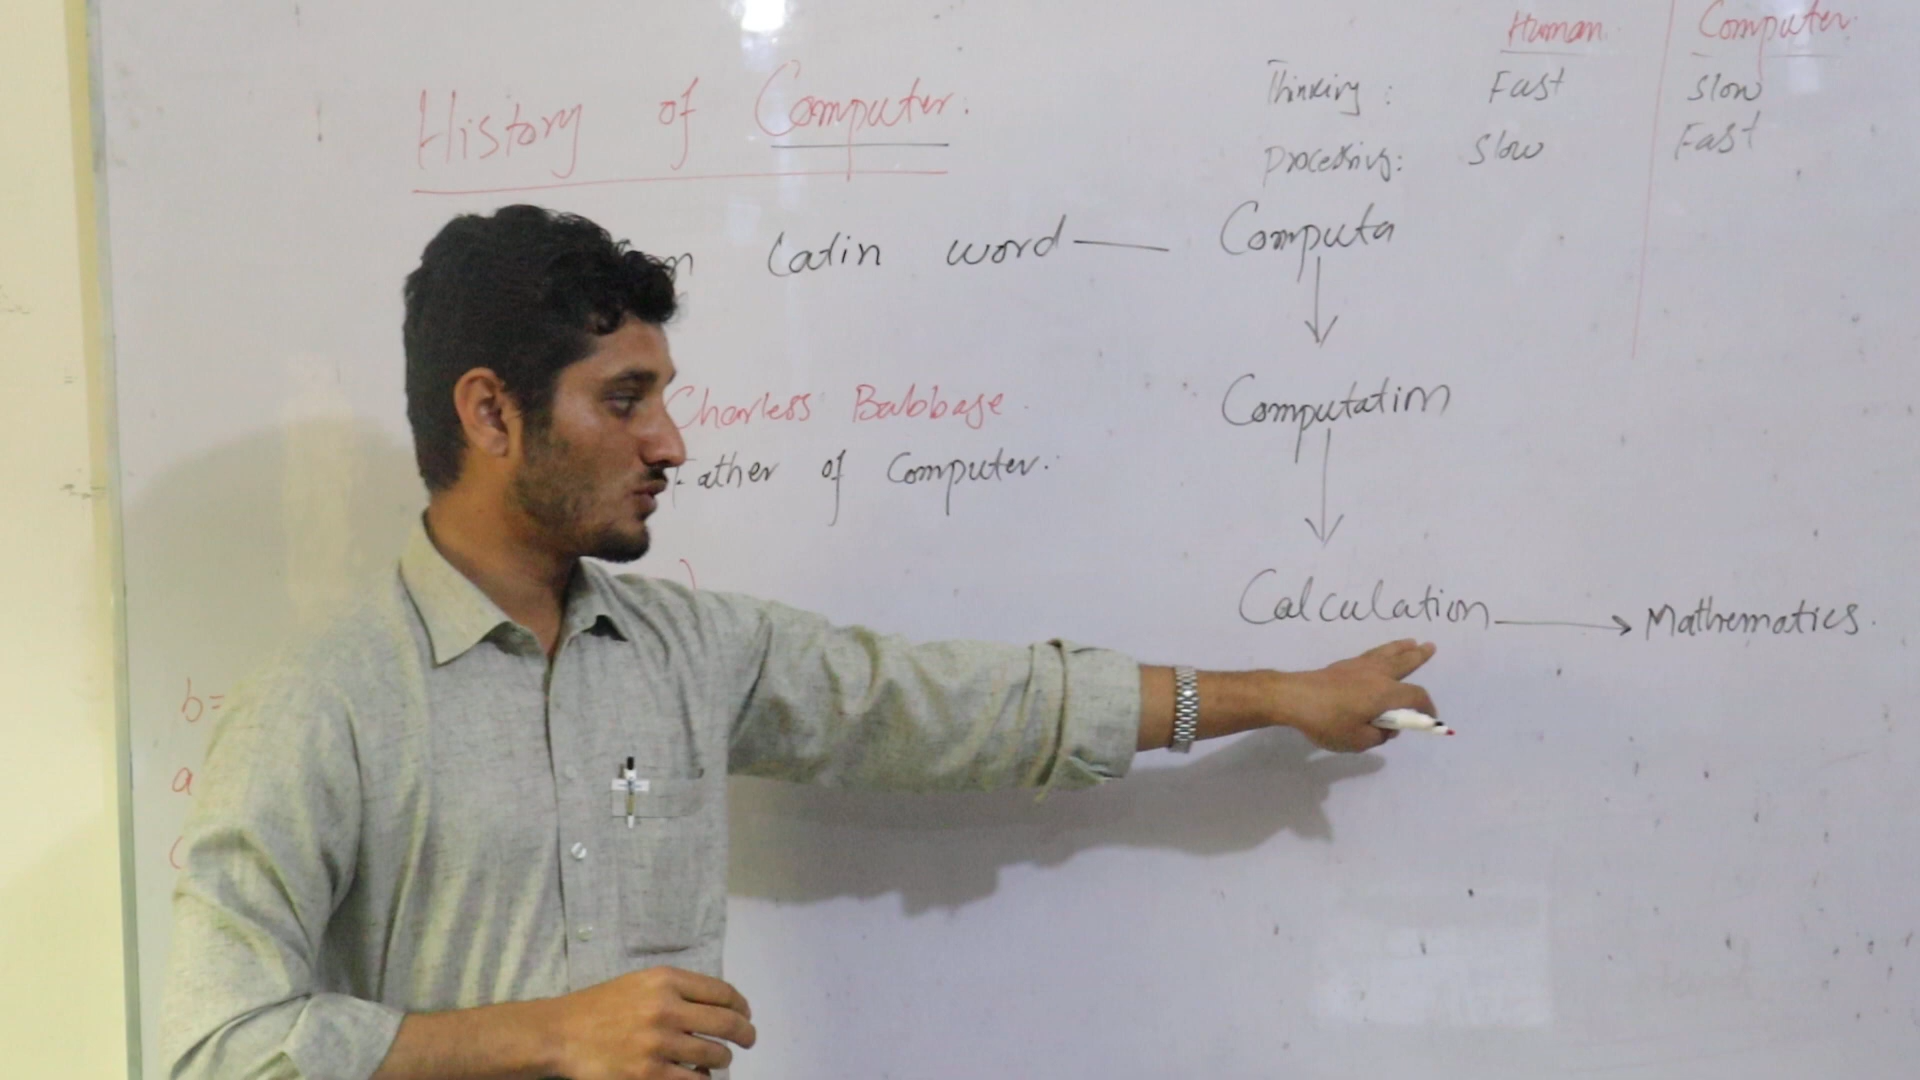 History of Computer.
Human Computer.
Thinking : Fast Slow
Processing: Slow Fast
Latin word — Computa
Charless Babbage
Computation
Father of Computer.
Calculation → Mathematics.
b=
a